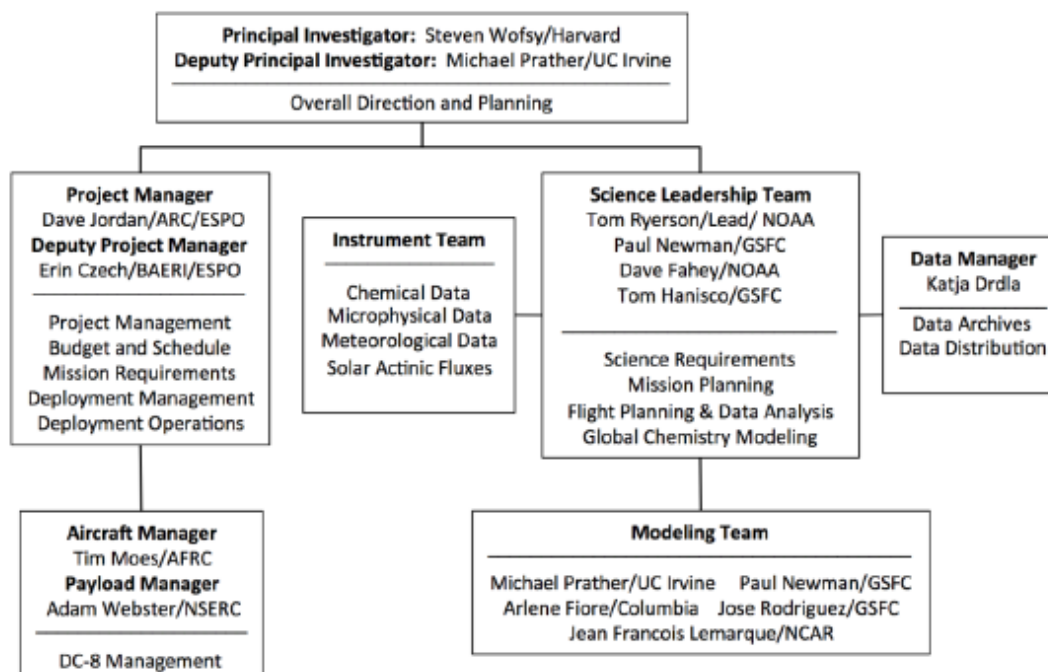 Principal Investigator: Steven Wofsy/Harvard
Deputy Principal Investigator: Michael Prather/UC Irvine
Overall Direction and Planning
Project Manager
Dave Jordan/ARC/ESPO
Deputy Project Manager
Erin Czech/BAERI/ESPO
Project Management
Budget and Schedule
Mission Requirements
Deployment Management
Deployment Operations
Instrument Team
Chemical Data
Microphysical Data
Meteorological Data
Solar Actinic Fluxes
Science Leadership Team
Tom Ryerson/Lead/ NOAA
Paul Newman/GSFC
Dave Fahey/NOAA
Tom Hanisco/GSFC
Science Requirements
Mission Planning
Flight Planning & Data Analysis
Global Chemistry Modeling
Data Manager
Katja Drdla
Data Archives
Data Distribution
Aircraft Manager
Tim Moes/AFRC
Payload Manager
Adam Webster/NSERC
DC-8 Management
Modeling Team
Michael Prather/UC Irvine Paul Newman/GSFC
Arlene Fiore/Columbia Jose Rodriguez/GSFC
Jean Francois Lemarque/NCAR